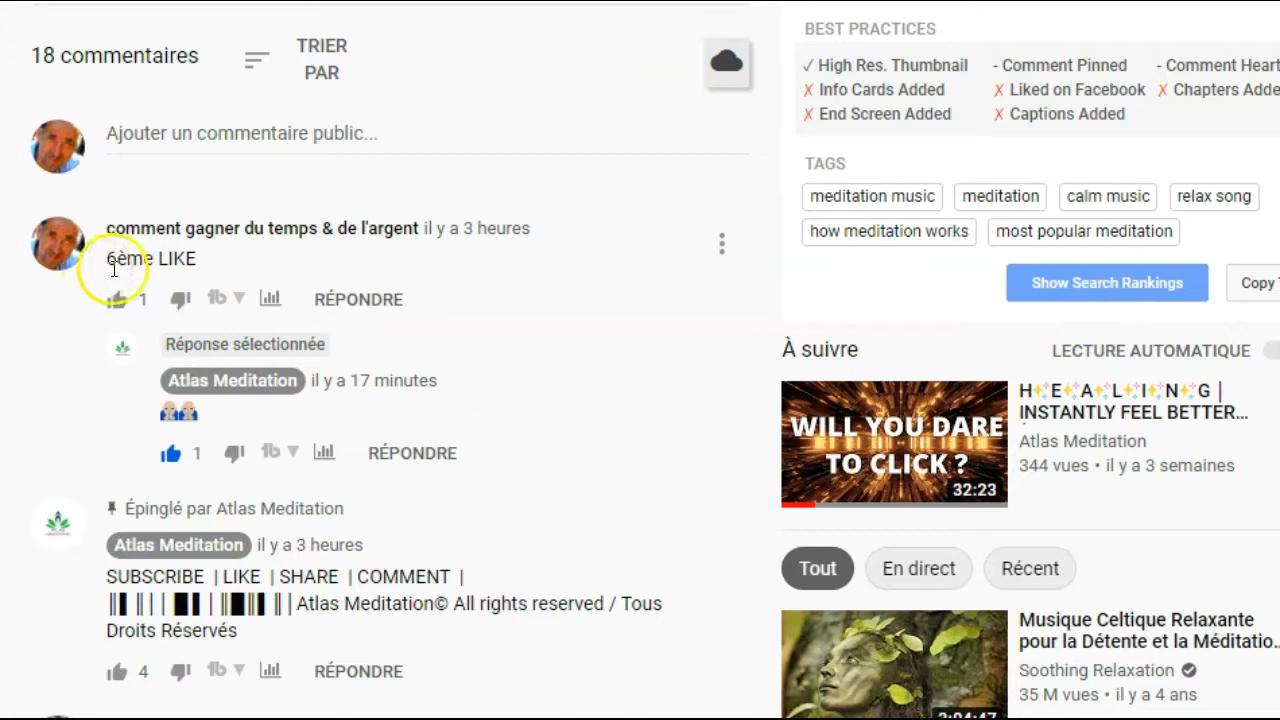 18 commentaires
TRIER
PAR
Ajouter un commentaire public...
comment gagner du temps & de l'argent il y a 3 heures
6ème LIKE
1
RÉPONDRE
Réponse sélectionnée
Atlas Meditation il y a 17 minutes
1
RÉPONDRE
Épinglé par Atlas Meditation
Atlas Meditation il y a 3 heures
SUBSCRIBE | LIKE | SHARE | COMMENT |
║▌║││█▌│║█║▌║│Atlas Meditation© All rights reserved / Tous
Droits Réservés
4
RÉPONDRE
BEST PRACTICES
✓ High Res. Thumbnail - Comment Pinned - Comment Heart
✗ Info Cards Added ✗ Liked on Facebook ✗ Chapters Adde
✗ End Screen Added ✗ Captions Added
TAGS
meditation music meditation calm music relax song
how meditation works most popular meditation
Show Search Rankings Copy T
À suivre LECTURE AUTOMATIQUE
WILL YOU DARE
TO CLICK ?
32:23
H✨E✨A✨L✨I✨N✨G |
INSTANTLY FEEL BETTER...
Atlas Meditation
344 vues • il y a 3 semaines
Tout En direct Récent
3:04:47
Musique Celtique Relaxante
pour la Détente et la Méditatio...
Soothing Relaxation
35 M vues • il y a 4 ans